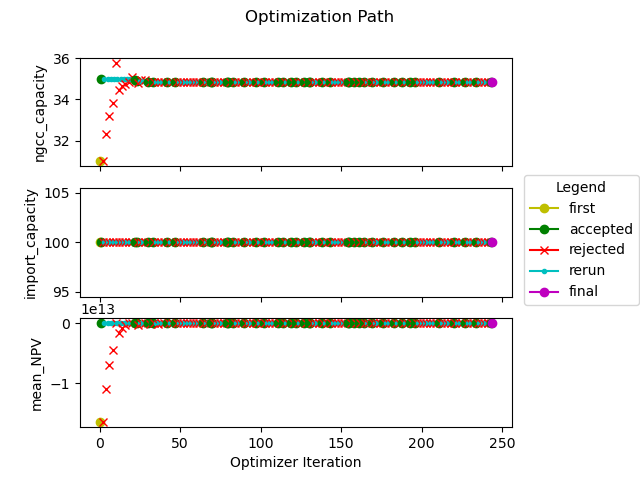 Optimization Path
36
34
32
ngcc_capacity
105
100
95
import_capacity
1e13
0
−1
mean_NPV
0 50 100 150 200 250
Optimizer Iteration
Legend
first
accepted
rejected
rerun
final